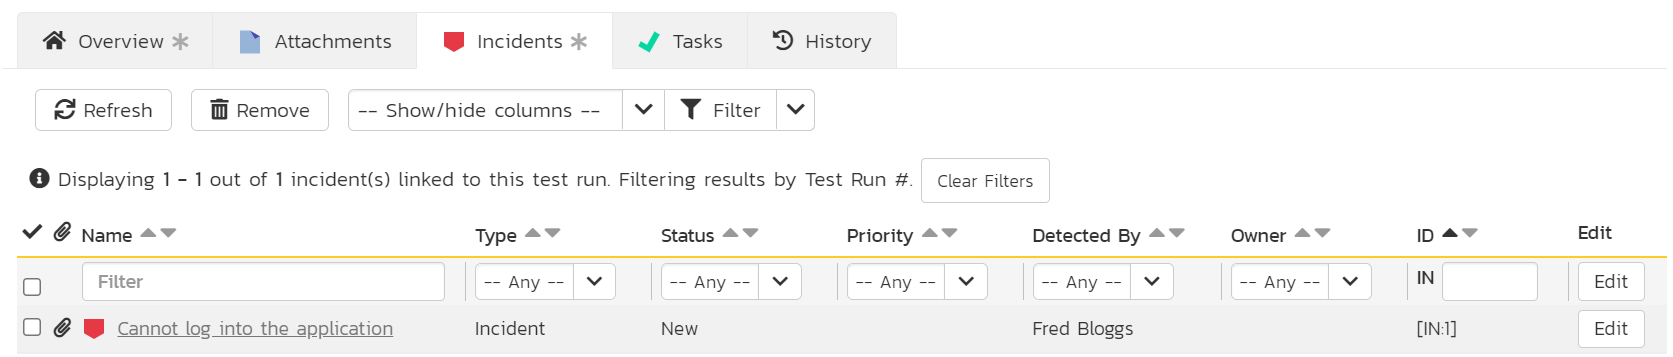 Overview Attachments Incidents Tasks History
Refresh Remove -- Show/hide columns -- Filter
Displaying 1 - 1 out of 1 incident(s) linked to this test run. Filtering results by Test Run #. Clear Filters
Name Type Status Priority Detected By Owner ID Edit
Filter -- Any -- -- Any -- -- Any -- -- Any -- -- Any -- IN Edit
Cannot log into the application Incident New Fred Bloggs [IN:1] Edit